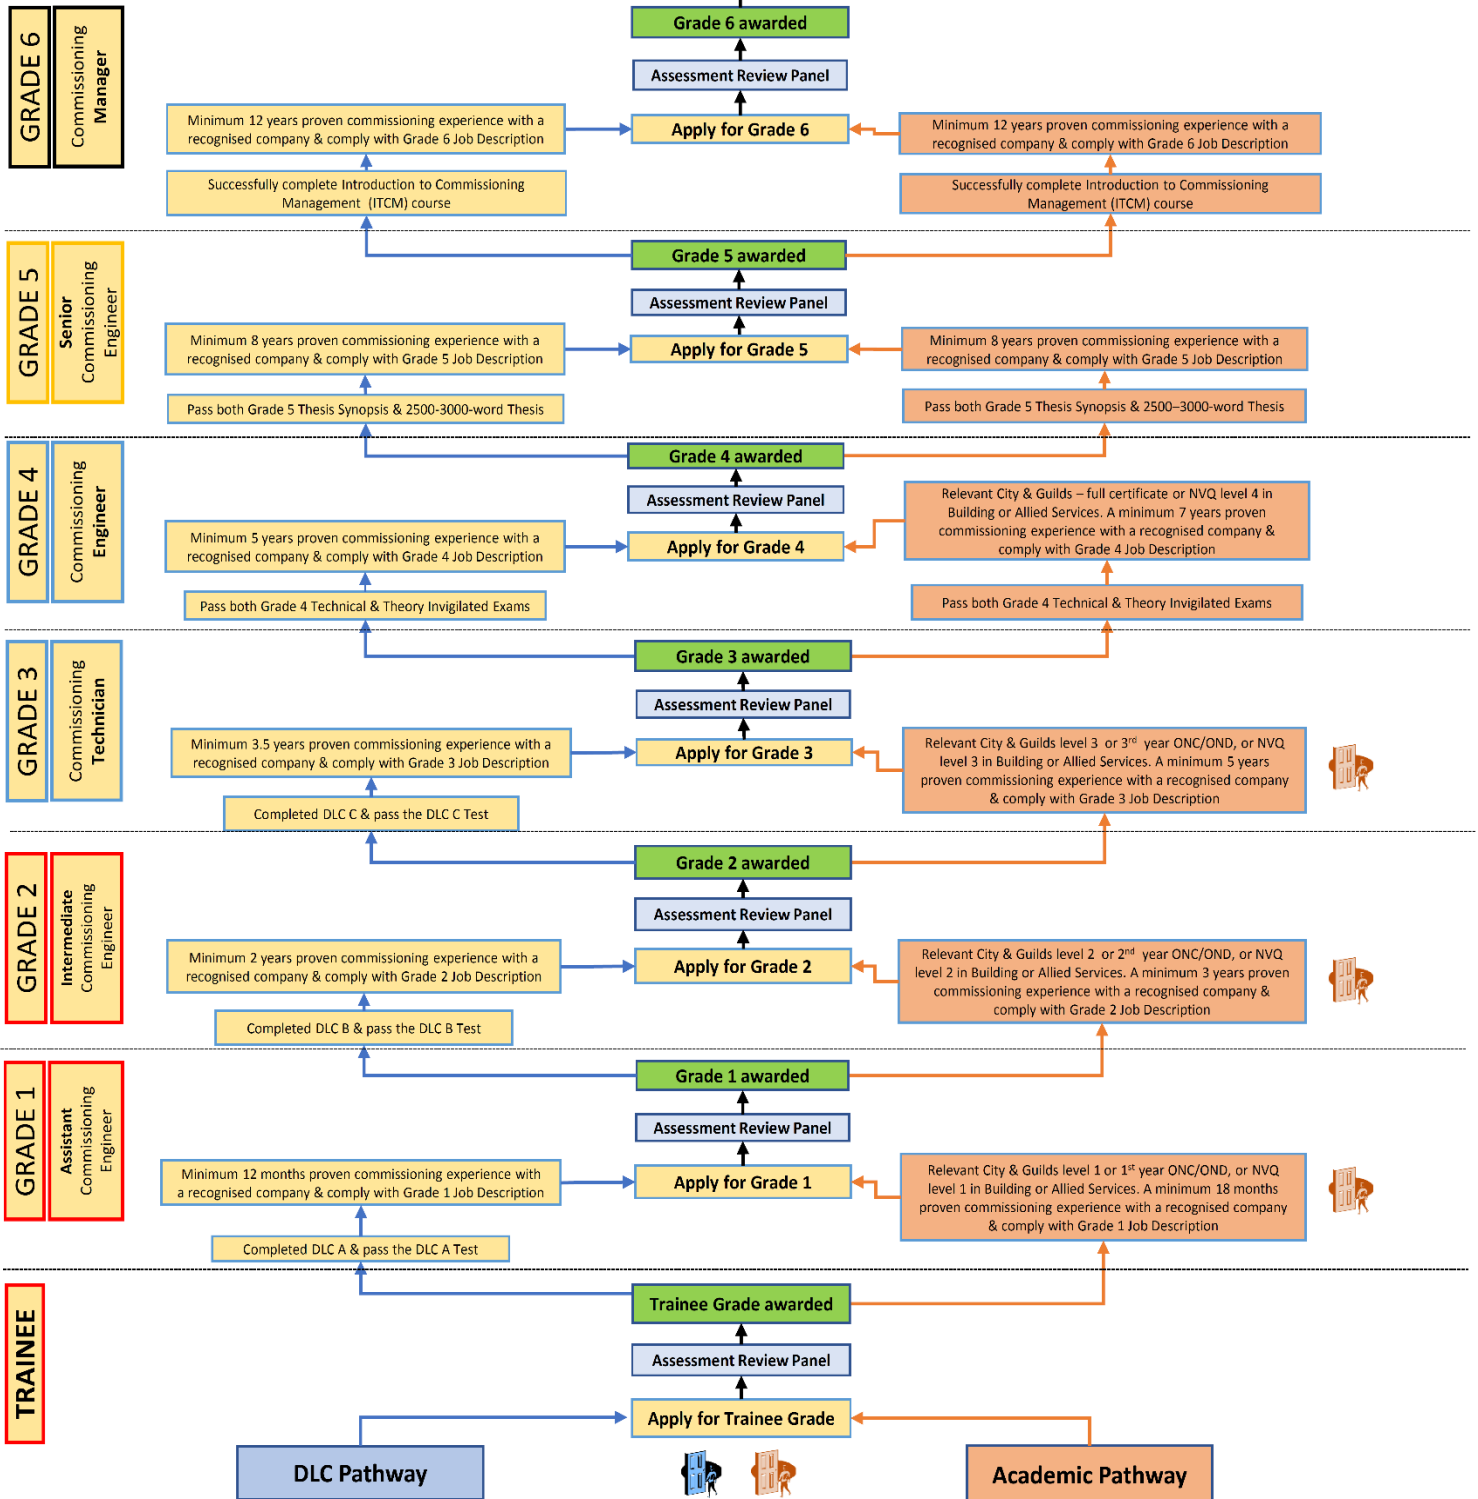 GRADE 6
Commissioning
Manager
Grade 6 awarded
Assessment Review Panel
Minimum 12 years proven commissioning experience with a
recognised company & comply with Grade 6 Job Description
Apply for Grade 6
Minimum 12 years proven commissioning experience with a
recognised company & comply with Grade 6 Job Description
Successfully complete Introduction to Commissioning
Management (ITCM) course
Successfully complete Introduction to Commissioning
Management (ITCM) course
GRADE 5
Senior
Commissioning
Engineer
Grade 5 awarded
Assessment Review Panel
Minimum 8 years proven commissioning experience with a
recognised company & comply with Grade 5 Job Description
Apply for Grade 5
Minimum 8 years proven commissioning experience with a
recognised company & comply with Grade 5 Job Description
Pass both Grade 5 Thesis Synopsis & 2500-3000-word Thesis
Pass both Grade 5 Thesis Synopsis & 2500–3000-word Thesis
GRADE 4
Commissioning
Engineer
Grade 4 awarded
Assessment Review Panel
Minimum 5 years proven commissioning experience with a
recognised company & comply with Grade 4 Job Description
Apply for Grade 4
Relevant City & Guilds – full certificate or NVQ level 4 in
Building or Allied Services. A minimum 7 years proven
commissioning experience with a recognised company &
comply with Grade 4 Job Description
Pass both Grade 4 Technical & Theory Invigilated Exams
Pass both Grade 4 Technical & Theory Invigilated Exams
GRADE 3
Commissioning
Technician
Grade 3 awarded
Assessment Review Panel
Minimum 3.5 years proven commissioning experience with a
recognised company & comply with Grade 3 Job Description
Apply for Grade 3
Relevant City & Guilds level 3 or 3rd year ONC/OND, or NVQ
level 3 in Building or Allied Services. A minimum 5 years
proven commissioning experience with a recognised company
& comply with Grade 3 Job Description
Completed DLC C & pass the DLC C Test
GRADE 2
Intermediate
Commissioning
Engineer
Grade 2 awarded
Assessment Review Panel
Minimum 2 years proven commissioning experience with a
recognised company & comply with Grade 2 Job Description
Apply for Grade 2
Relevant City & Guilds level 2 or 2nd year ONC/OND, or NVQ
level 2 in Building or Allied Services. A minimum 3 years proven
commissioning experience with a recognised company &
comply with Grade 2 Job Description
Completed DLC B & pass the DLC B Test
GRADE 1
Assistant
Commissioning
Engineer
Grade 1 awarded
Assessment Review Panel
Minimum 12 months proven commissioning experience with
a recognised company & comply with Grade 1 Job Description
Apply for Grade 1
Relevant City & Guilds level 1 or 1st year ONC/OND, or NVQ
level 1 in Building or Allied Services. A minimum 18 months
proven commissioning experience with a recognised company
& comply with Grade 1 Job Description
Completed DLC A & pass the DLC A Test
TRAINEE
Trainee Grade awarded
Assessment Review Panel
Apply for Trainee Grade
DLC Pathway
Academic Pathway